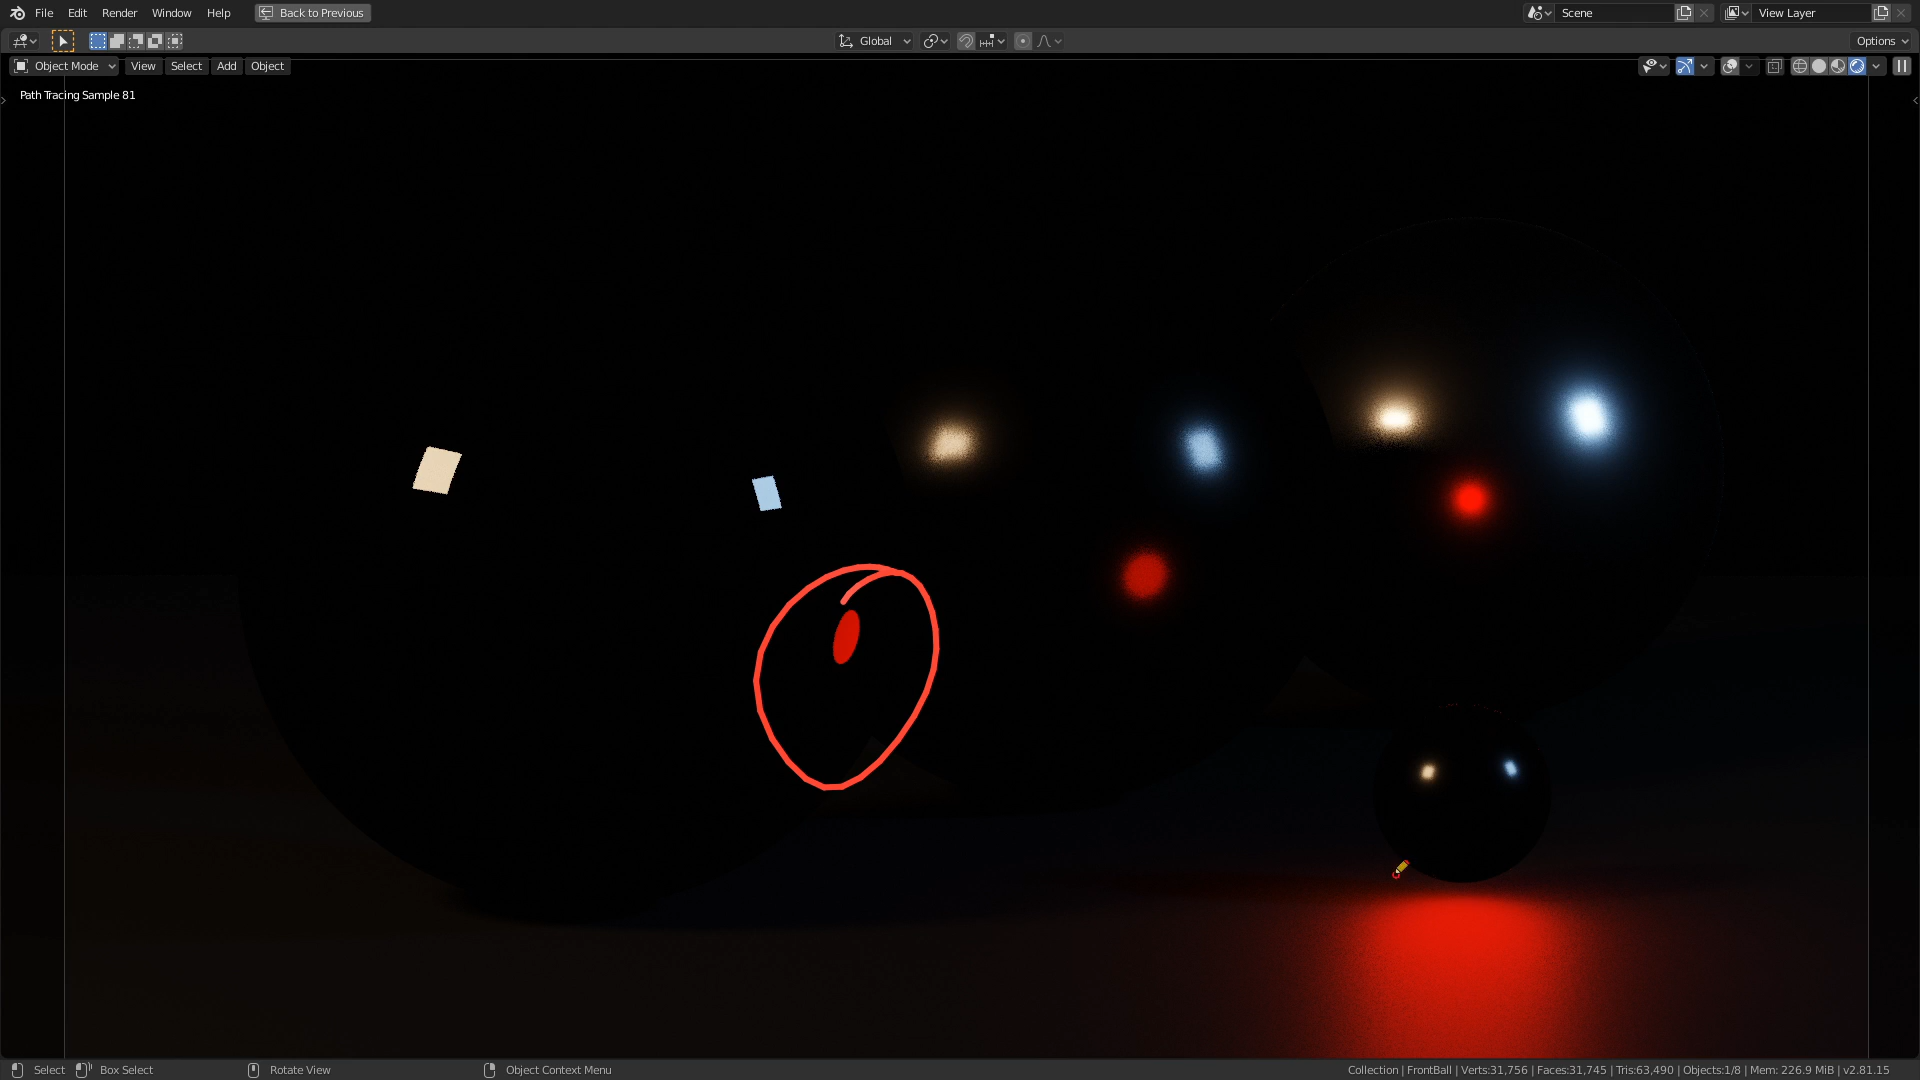 File Edit Render Window Help Back to Previous Scene View Layer
Global Options
Object Mode View Select Add Object
Path Tracing Sample 81
Select Box Select Rotate View Object Context Menu Collection | FrontBall | Verts:31,756 | Faces:31,745 | Tris:63,490 | Objects:1/8 | Mem: 226.9 MiB | v2.81.15